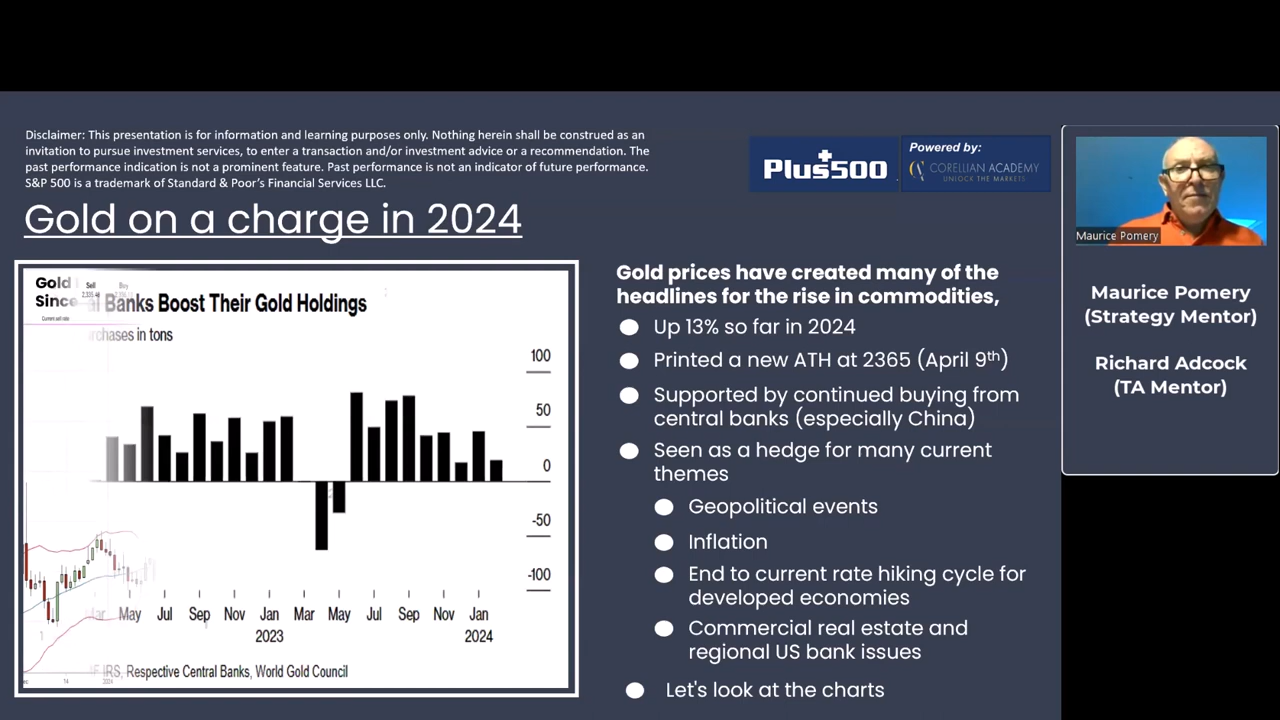 Disclaimer: This presentation is for information and learning purposes only. Nothing herein shall be construed as an
invitation to pursue investment services, to enter a transaction and/or investment advice or a recommendation. The
past performance indication is not a prominent feature. Past performance is not an indicator of future performance.
S&P 500 is a trademark of Standard & Poor's Financial Services LLC.
Gold on a charge in 2024
Plus500
Powered by:
CORELLIAN ACADEMY
UNLOCK THE MARKETS
Maurice Pomery
Maurice Pomery
(Strategy Mentor)
Richard Adcock
(TA Mentor)
Gold
Since
Sell
Buy
Current sell rate
Banks Boost Their Gold Holdings
rchases in tons
100
50
0
-50
-100
Mar May Jul Sep Nov Jan Mar May Jul Sep Nov Jan
2023 2024
IRS, Respective Central Banks, World Gold Council
14
Gold prices have created many of the
headlines for the rise in commodities,
Up 13% so far in 2024
Printed a new ATH at 2365 (April 9th)
Supported by continued buying from
central banks (especially China)
Seen as a hedge for many current
themes
Geopolitical events
Inflation
End to current rate hiking cycle for
developed economies
Commercial real estate and
regional US bank issues
Let's look at the charts